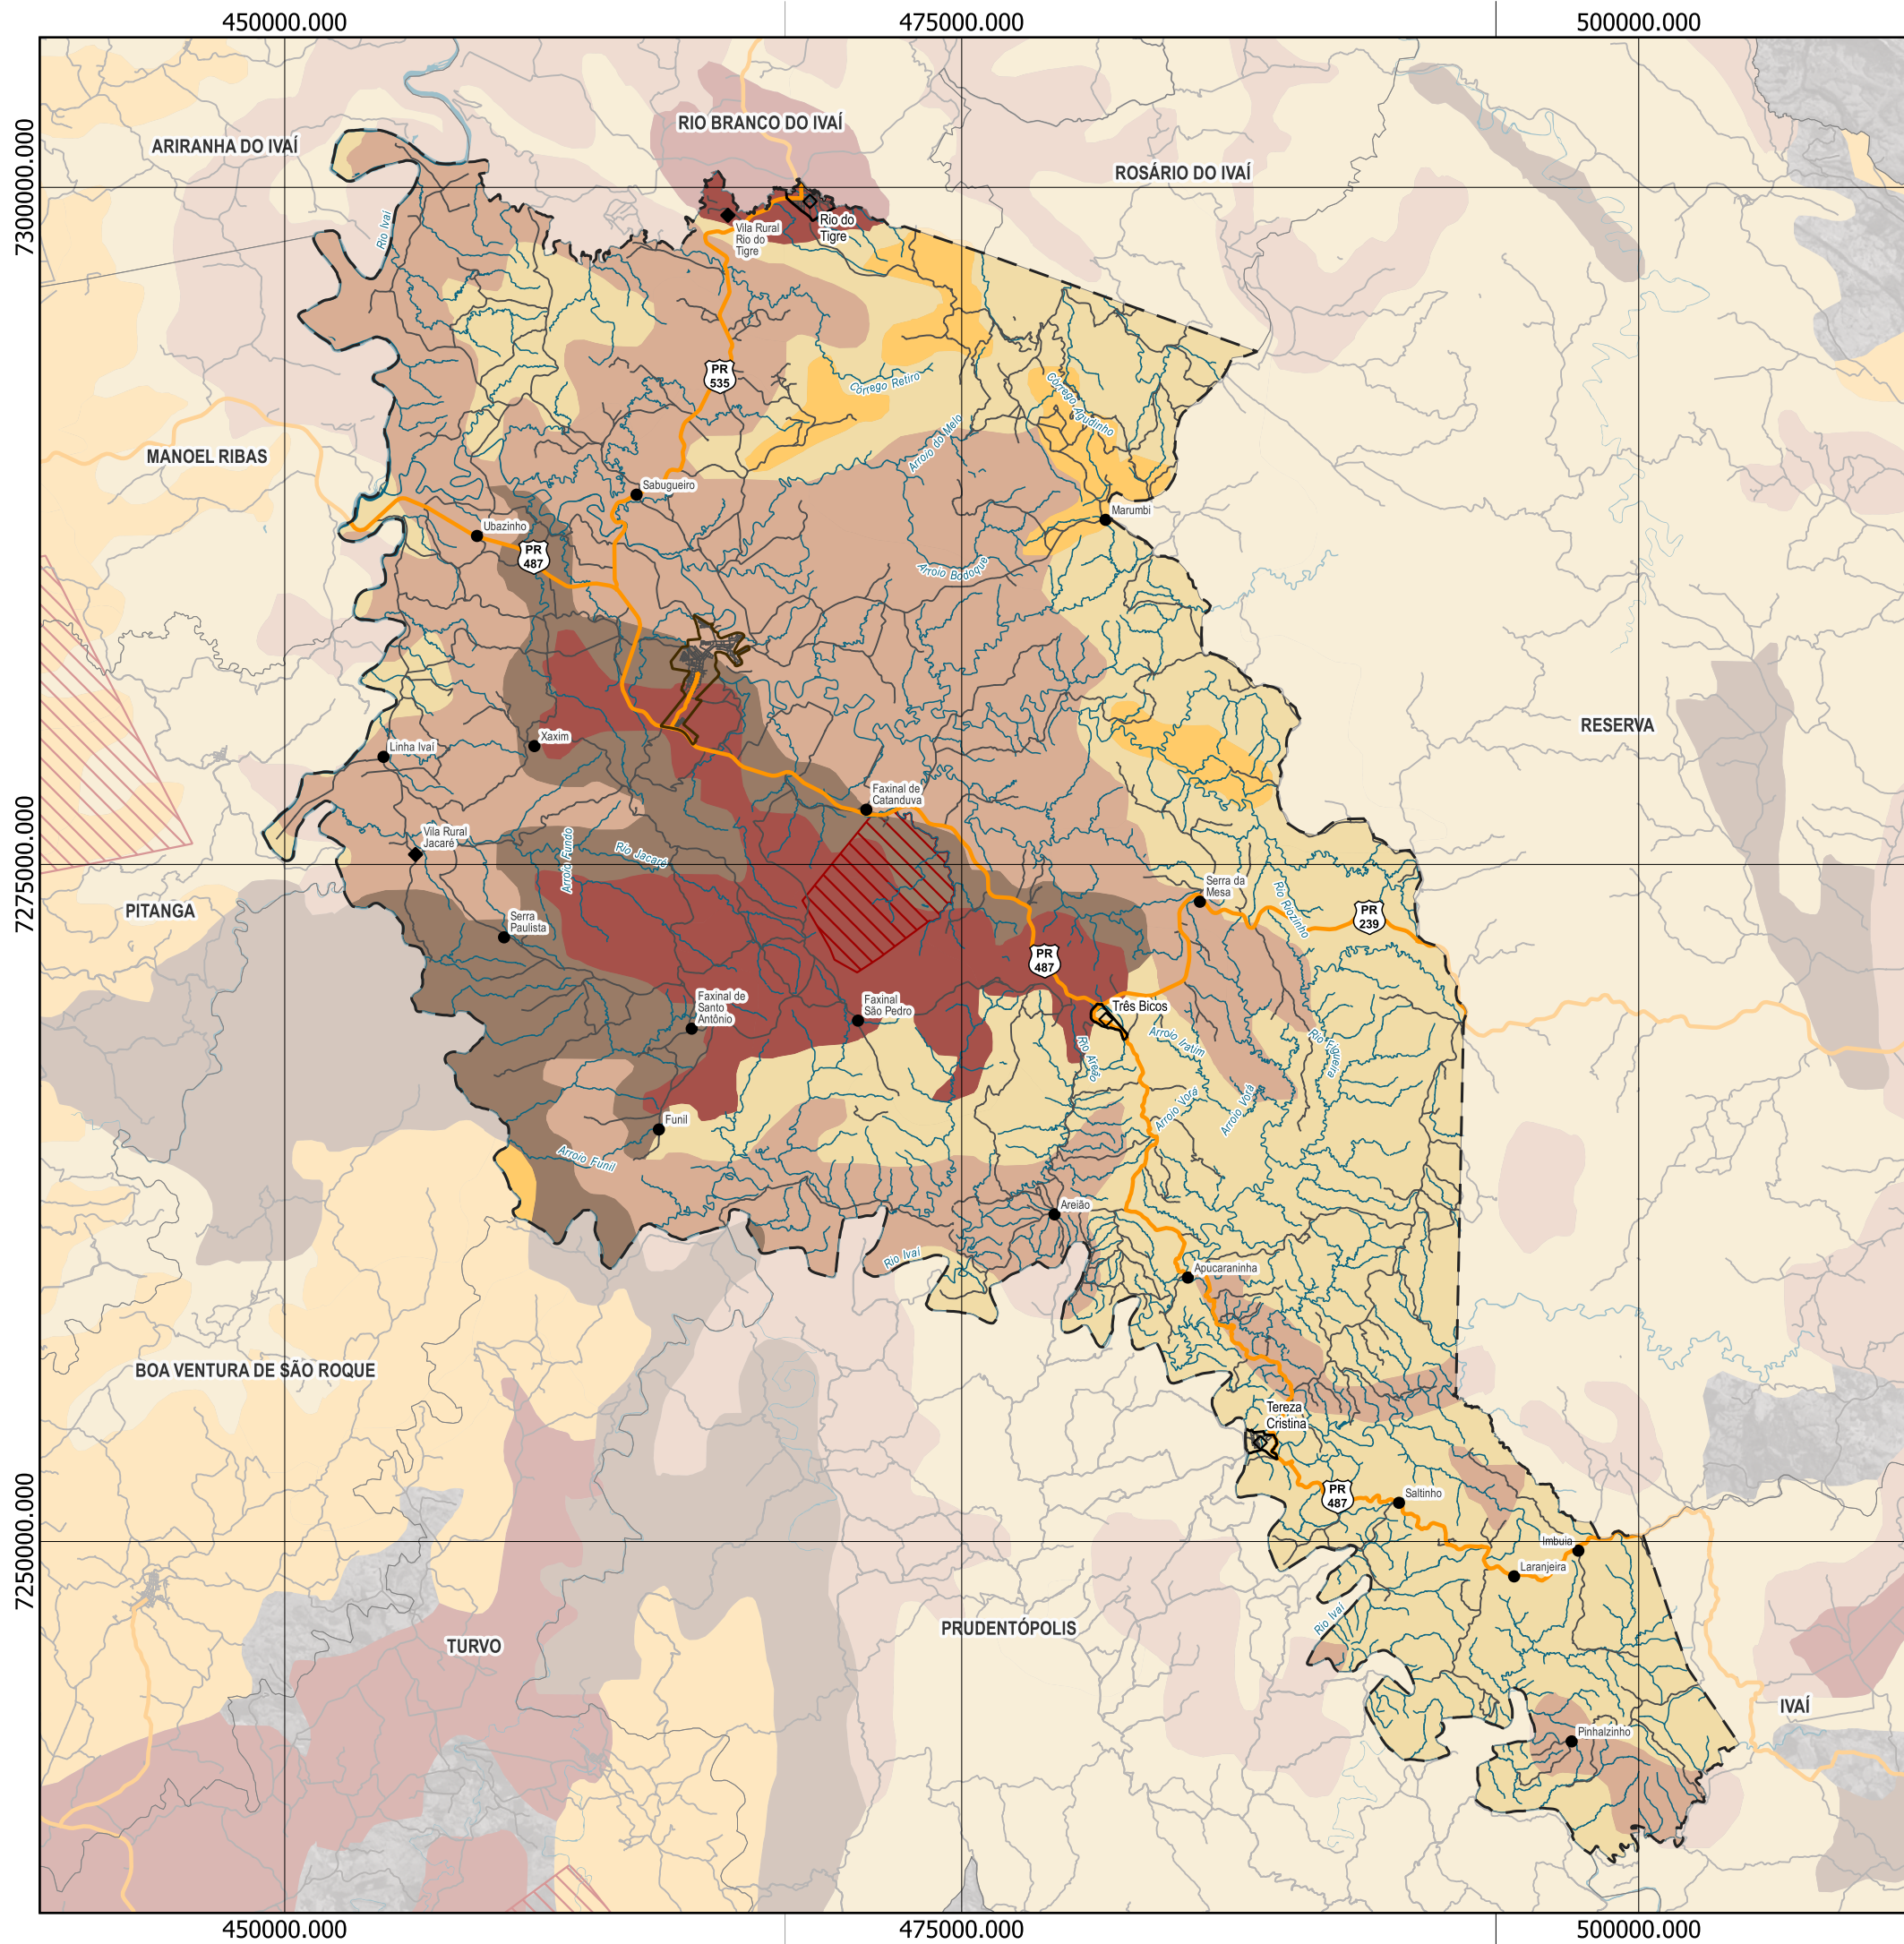 450000.000
475000.000
500000.000
7300000.000
7275000.000
7250000.000
ARIRANHA DO IVAÍ
RIO BRANCO DO IVAÍ
ROSÁRIO DO IVAÍ
Rio Ivaí
Vila Rural
Rio do
Tigre
Rio do
Tigre
PR
535
Córrego Retiro
Córrego Agudinho
Arroio do Melo
MANOEL RIBAS
Sabugueiro
Ubazinho
PR
487
Marumbi
Arroio Bodoque
RESERVA
Linha Ivaí
Xaxim
Faxinal de
Catanduva
Vila Rural
Jacaré
Arroio Fundo
Rio Jacaré
PITANGA
Serra
Paulista
Serra da
Mesa
Rio Riozinho
PR
239
PR
487
Faxinal de
Santo
Antônio
Faxinal
São Pedro
Três Bicos
Rio Areão
Arroio Iratim
Rio Figueira
Arroio Vorá
Arroio Vorá
Funil
Arroio Funil
Areião
Rio Ivaí
Apucaraninha
BOA VENTURA DE SÃO ROQUE
Tereza
Cristina
PR
487
Saltinho
Imbuia
Laranjeira
Rio Ivaí
PRUDENTÓPOLIS
TURVO
IVAÍ
Pinhalzinho
450000.000
475000.000
500000.000